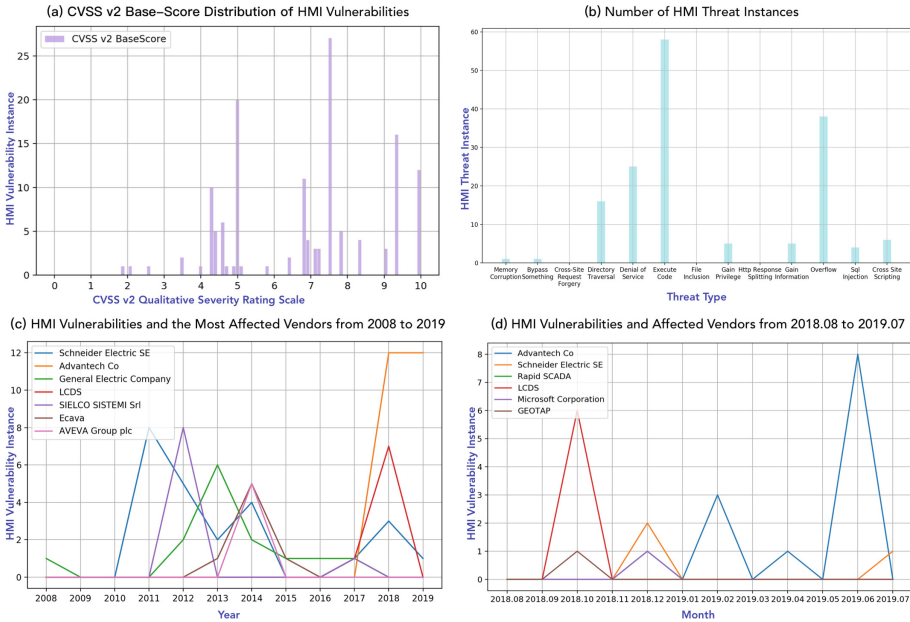 (a) CVSS v2 Base–Score Distribution of HMI Vulnerabilities
HMI Vulnerability Instance
25
20
15
10
5
0
CVSS v2 BaseScore
0 1 2 3 4 5 6 7 8 9 10
CVSS v2 Qualitative Severity Rating Scale
(b) Number of HMI Threat Instances
HMI Threat Instance
60
50
40
30
20
10
0
Memory Corruption
Bypass Something
Cross-Site Request Forgery
Directory Traversal
Denial of Service
Execute Code
File Inclusion
Gain Privilege
Http Response Splitting
Gain Information
Overflow
Sql Injection
Cross Site Scripting
Threat Type
(c) HMI Vulnerabilities and the Most Affected Vendors from 2008 to 2019
HMI Vulnerability Instance
12
10
8
6
4
2
0
Schneider Electric SE
Advantech Co
General Electric Company
LCDS
SIELCO SISTEMI Srl
Ecava
AVEVA Group plc
2008 2009 2010 2011 2012 2013 2014 2015 2016 2017 2018 2019
Year
(d) HMI Vulnerabilities and Affected Vendors from 2018.08 to 2019.07
HMI Vulnerability Instance
8
7
6
5
4
3
2
1
0
Advantech Co
Schneider Electric SE
Rapid SCADA
LCDS
Microsoft Corporation
GEOTAP
2018.08 2018.09 2018.10 2018.11 2018.12 2019.01 2019.02 2019.03 2019.04 2019.05 2019.06 2019.07
Month